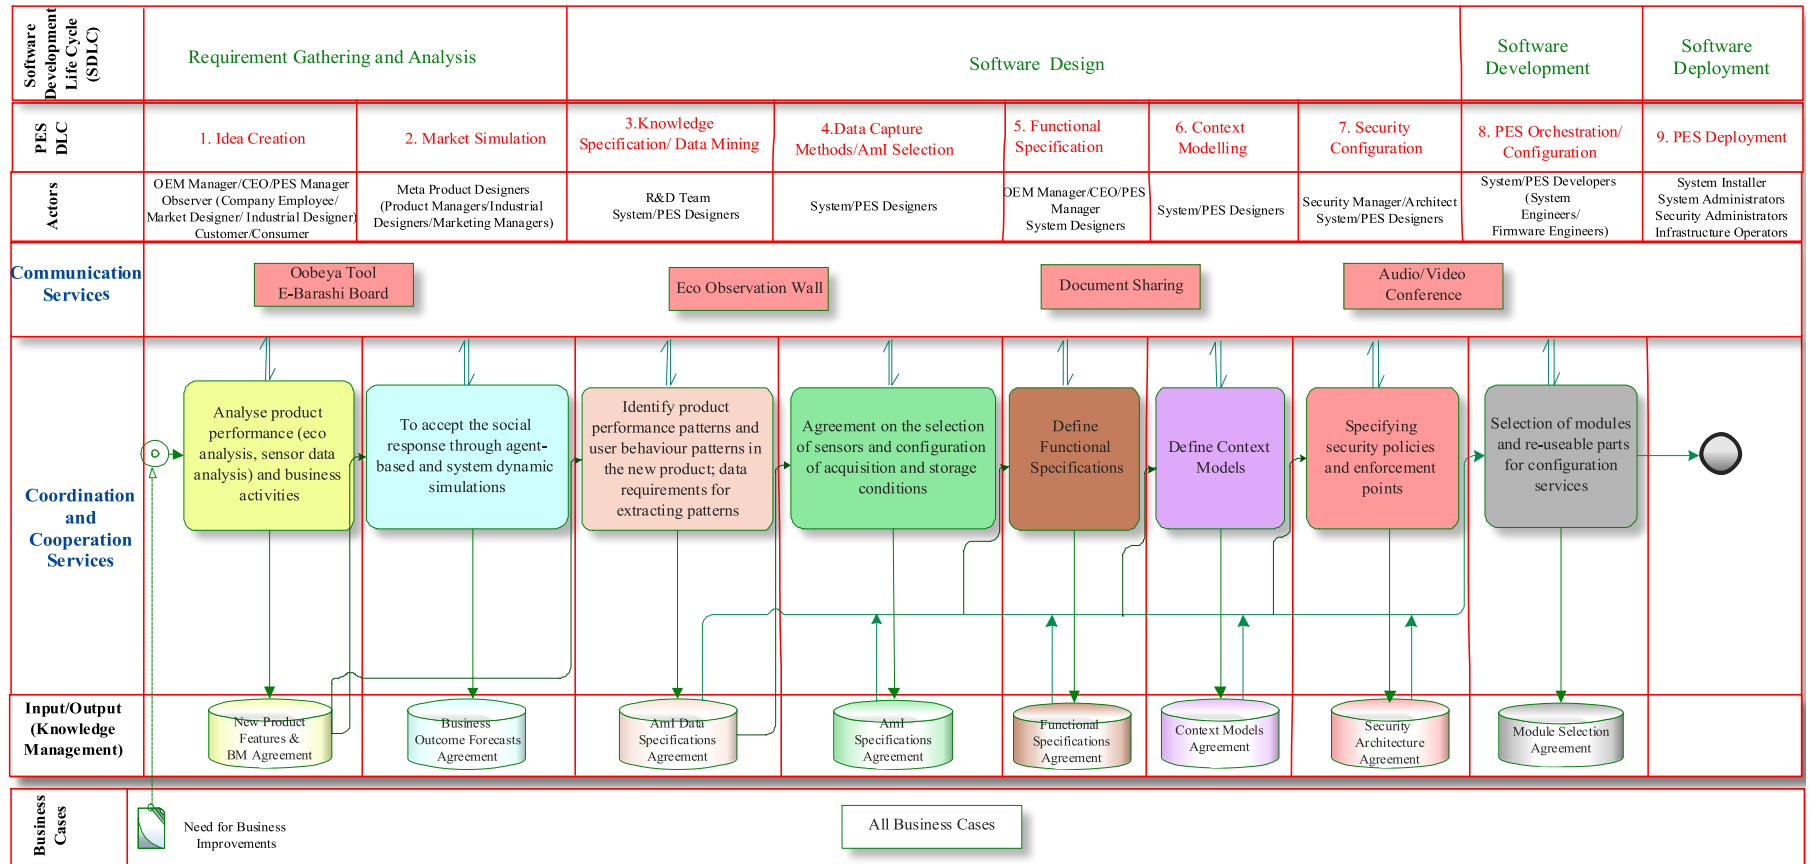 Software
Development
Life Cycle
(SDLC)
Requirement Gathering and Analysis
Software Design
Software
Development
Software
Deployment
PES
DLC
1. Idea Creation
2. Market Simulation
3.Knowledge
Specification/ Data Mining
4.Data Capture
Methods/AmI Selection
5. Functional
Specification
6. Context
Modelling
7. Security
Configuration
8. PES Orchestration/
Configuration
9. PES Deployment
Actors
OEM Manager/CEO/PES Manager
Observer (Company Employee/
Market Designer/ Industrial Designer)
Customer/Consumer
Meta Product Designers
(Product Managers/Industrial
Designers/Marketing Managers)
R&D Team
System/PES Designers
System/PES Designers
OEM Manager/CEO/PES
Manager
System Designers
System/PES Designers
Security Manager/Architect
System/PES Designers
System/PES Developers
(System
Engineers/
Firmware Engineers)
System Installer
System Administrators
Security Administrators
Infrastructure Operators
Communication
Services
Oobeya Tool
E-Barashi Board
Eco Observation Wall
Document Sharing
Audio/Video
Conference
Coordination
and
Cooperation
Services
Analyse product
performance (eco
analysis, sensor data
analysis) and business
activities
To accept the social
response through agent-
based and system dynamic
simulations
Identify product
performance patterns and
user behaviour patterns in
the new product; data
requirements for
extracting patterns
Agreement on the selection
of sensors and configuration
of acquisition and storage
conditions
Define
Functional
Specifications
Define Context
Models
Specifying
security policies
and enforcement
points
Selection of modules
and re-useable parts
for configuration
services
Input/Output
(Knowledge
Management)
New Product
Features &
BM Agreement
Business
Outcome Forecasts
Agreement
AmI Data
Specifications
Agreement
AmI
Specifications
Agreement
Functional
Specifications
Agreement
Context Models
Agreement
Security
Architecture
Agreement
Module Selection
Agreement
Business
Cases
Need for Business
Improvements
All Business Cases